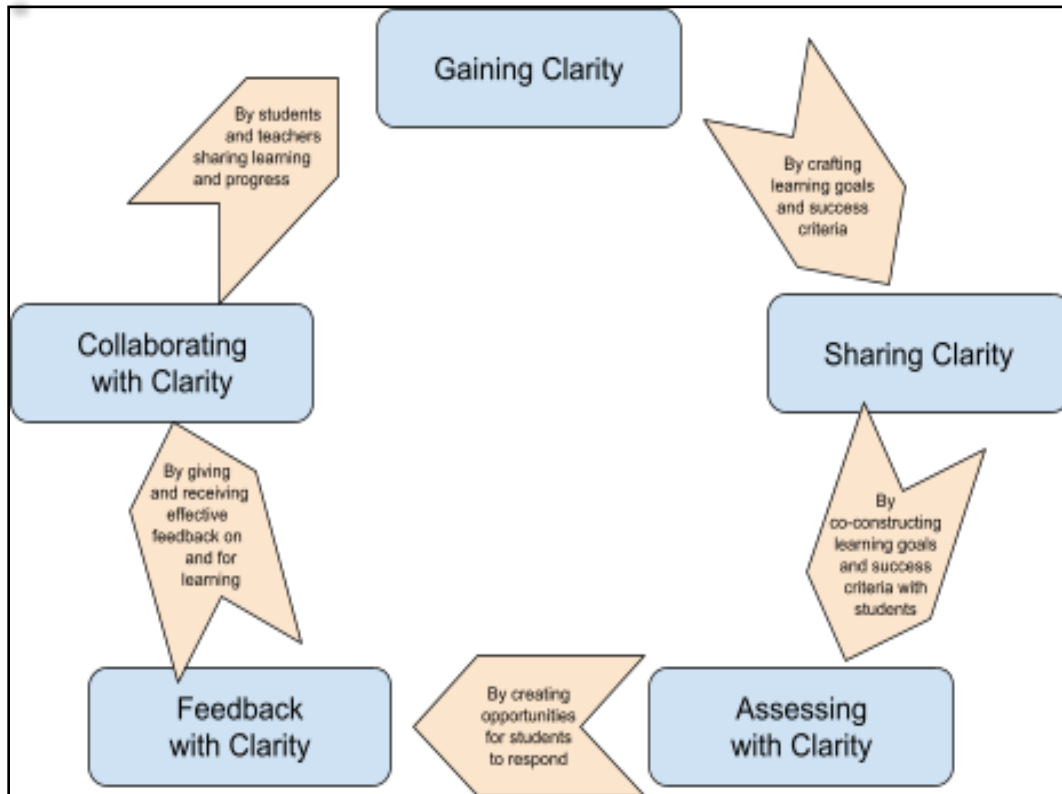 Gaining Clarity
By crafting
learning goals
and success
criteria
Sharing Clarity
By
co-constructing
learning goals
and success
criteria with
students
Assessing
with Clarity
By creating
opportunities
for students
to respond
Feedback
with Clarity
By giving
and receiving
effective
feedback on
and for
learning
Collaborating
with Clarity
By students
and teachers
sharing learning
and progress